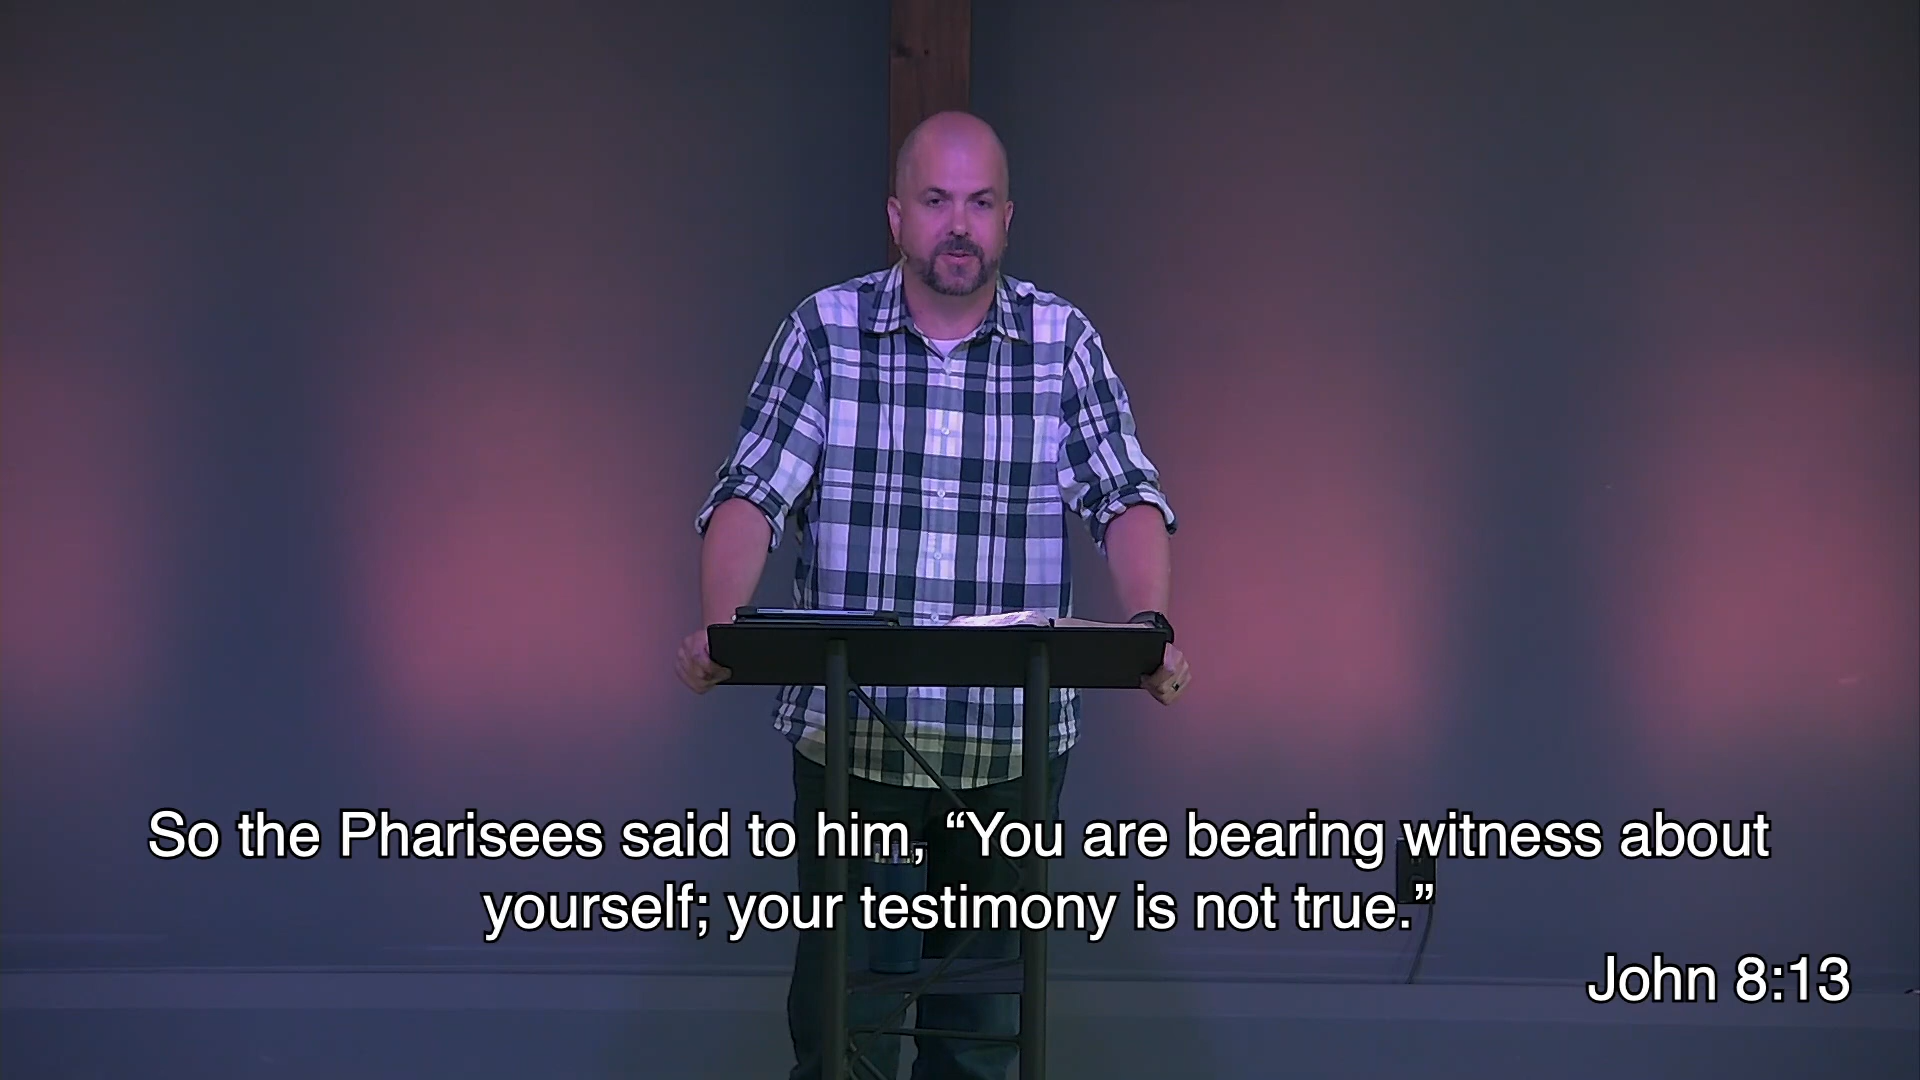 So the Pharisees said to him, “You are bearing witness about
yourself; your testimony is not true.”
John 8:13